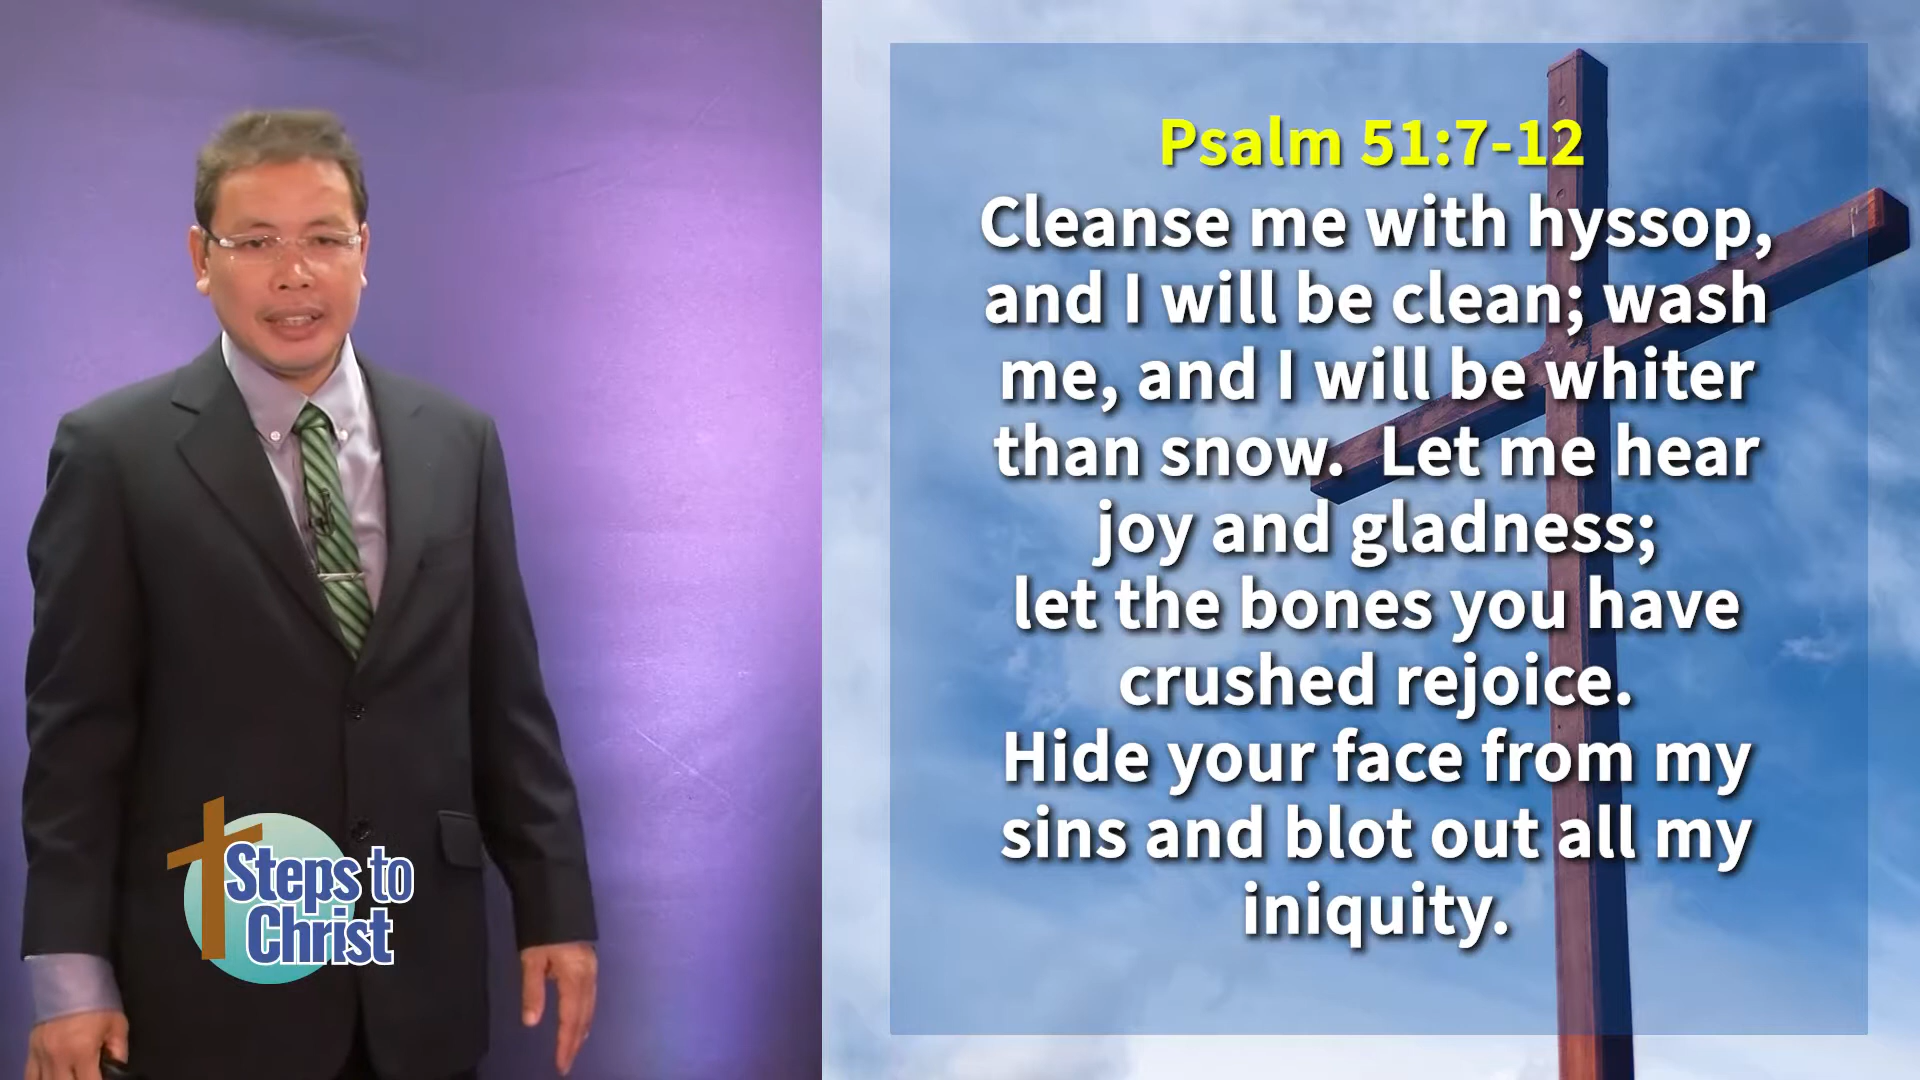 Psalm 51:7-12
Cleanse me with hyssop,
and I will be clean; wash
me, and I will be whiter
than snow.  Let me hear
joy and gladness;
let the bones you have
crushed rejoice.
Hide your face from my
sins and blot out all my
iniquity.
Steps to
Christ